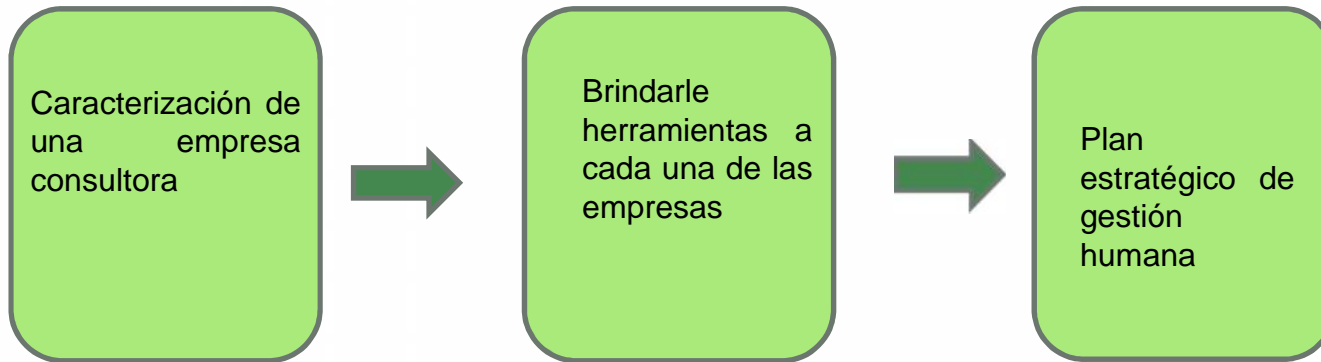 Caracterización de
una empresa
consultora
Brindarle
herramientas a
cada una de las
empresas
Plan
estratégico de
gestión
humana